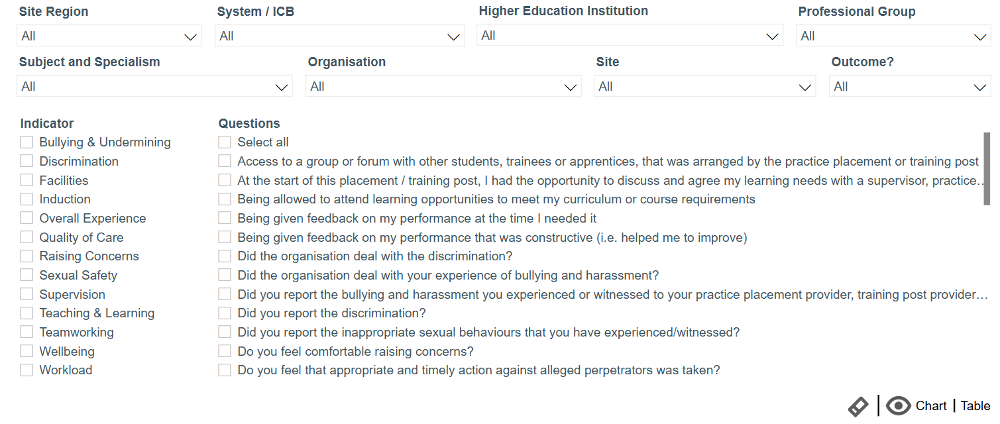 Site Region System / ICB Higher Education Institution Professional Group
All All All All
Subject and Specialism Organisation Site Outcome?
All All All All
Indicator
Bullying & Undermining
Discrimination
Facilities
Induction
Overall Experience
Quality of Care
Raising Concerns
Sexual Safety
Supervision
Teaching & Learning
Teamworking
Wellbeing
Workload
Questions
Select all
Access to a group or forum with other students, trainees or apprentices, that was arranged by the practice placement or training post
At the start of this placement / training post, I had the opportunity to discuss and agree my learning needs with a supervisor, practice...
Being allowed to attend learning opportunities to meet my curriculum or course requirements
Being given feedback on my performance at the time I needed it
Being given feedback on my performance that was constructive (i.e. helped me to improve)
Did the organisation deal with the discrimination?
Did the organisation deal with your experience of bullying and harassment?
Did you report the bullying and harassment you experienced or witnessed to your practice placement provider, training post provider...
Did you report the discrimination?
Did you report the inappropriate sexual behaviours that you have experienced/witnessed?
Do you feel comfortable raising concerns?
Do you feel that appropriate and timely action against alleged perpetrators was taken?
Chart | Table